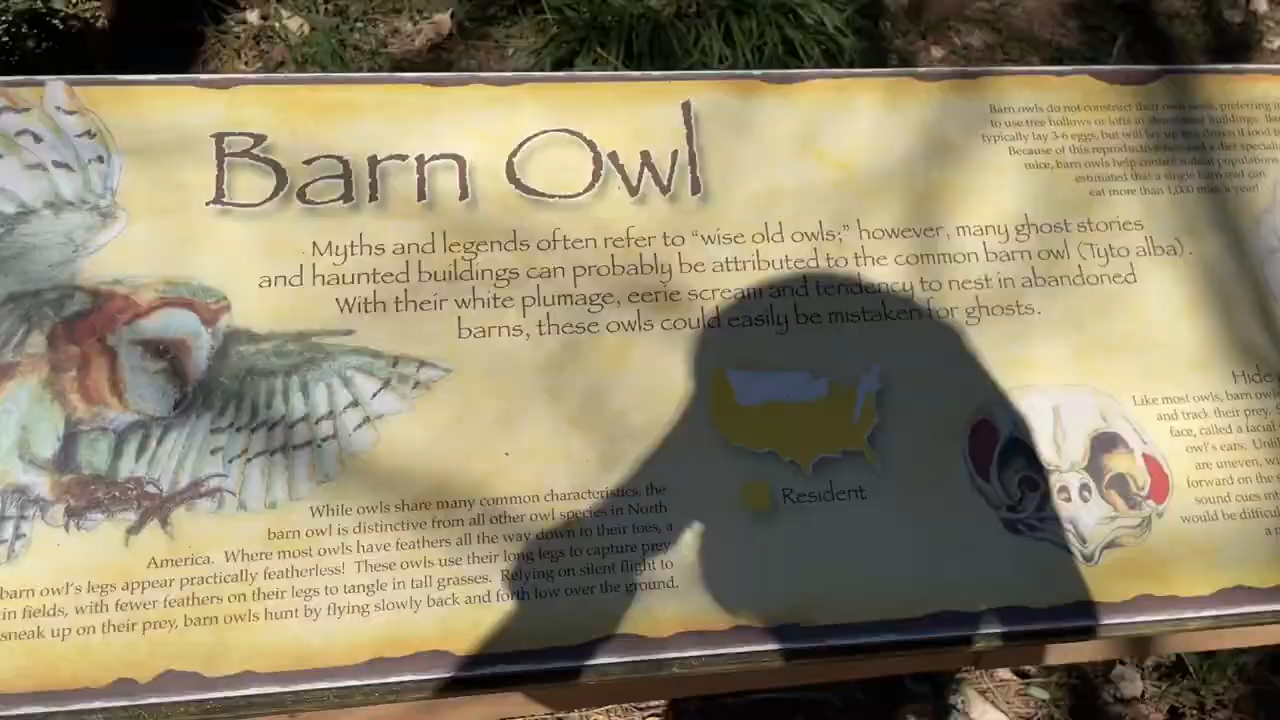 Barn Owl
Myths and legends often refer to “wise old owls;” however, many ghost stories
and haunted buildings can probably be attributed to the common barn owl (Tyto alba).
With their white plumage, eerie scream and tendency to nest in abandoned
barns, these owls could easily be mistaken for ghosts.
Barn owls do not construct their own nests, preferring
to use tree hollows or lofts in abandoned buildings.
typically lay 3-6 eggs, but will lay up to a dozen if food
Because of this reproductive and a diet
mice, barn owls help control rodent populations
estimated that a single barn owl can
eat more than 1,000 mice a year!
Resident
While owls share many common characteristics, the
barn owl is distinctive from all other owl species in North
America. Where most owls have feathers all the way down to their toes, a
barn owl's legs appear practically featherless! These owls use their long legs to capture prey
in fields, with fewer feathers on their legs to tangle in tall grasses. Relying on silent flight to
sneak up on their prey, barn owls hunt by flying slowly back and forth low over the ground.
Hide
Like most owls, barn owl
and track their prey.
face, called a facial
owl's ears.
are uneven,
forward on the
sound cues
would be difficul
a